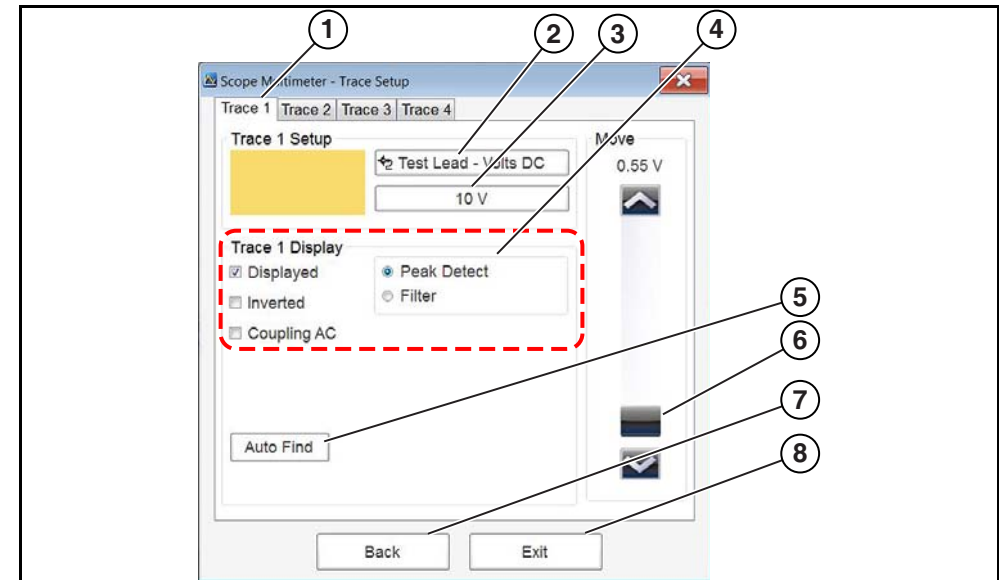 1 2 3 4
Scope Multimeter - Trace Setup
Trace 1 Trace 2 Trace 3 Trace 4
Trace 1 Setup
Test Lead - Volts DC
10 V
Move
0.55 V
Trace 1 Display
Displayed
Inverted
Coupling AC
Peak Detect
Filter
5
6
7
8
Auto Find
Back
Exit